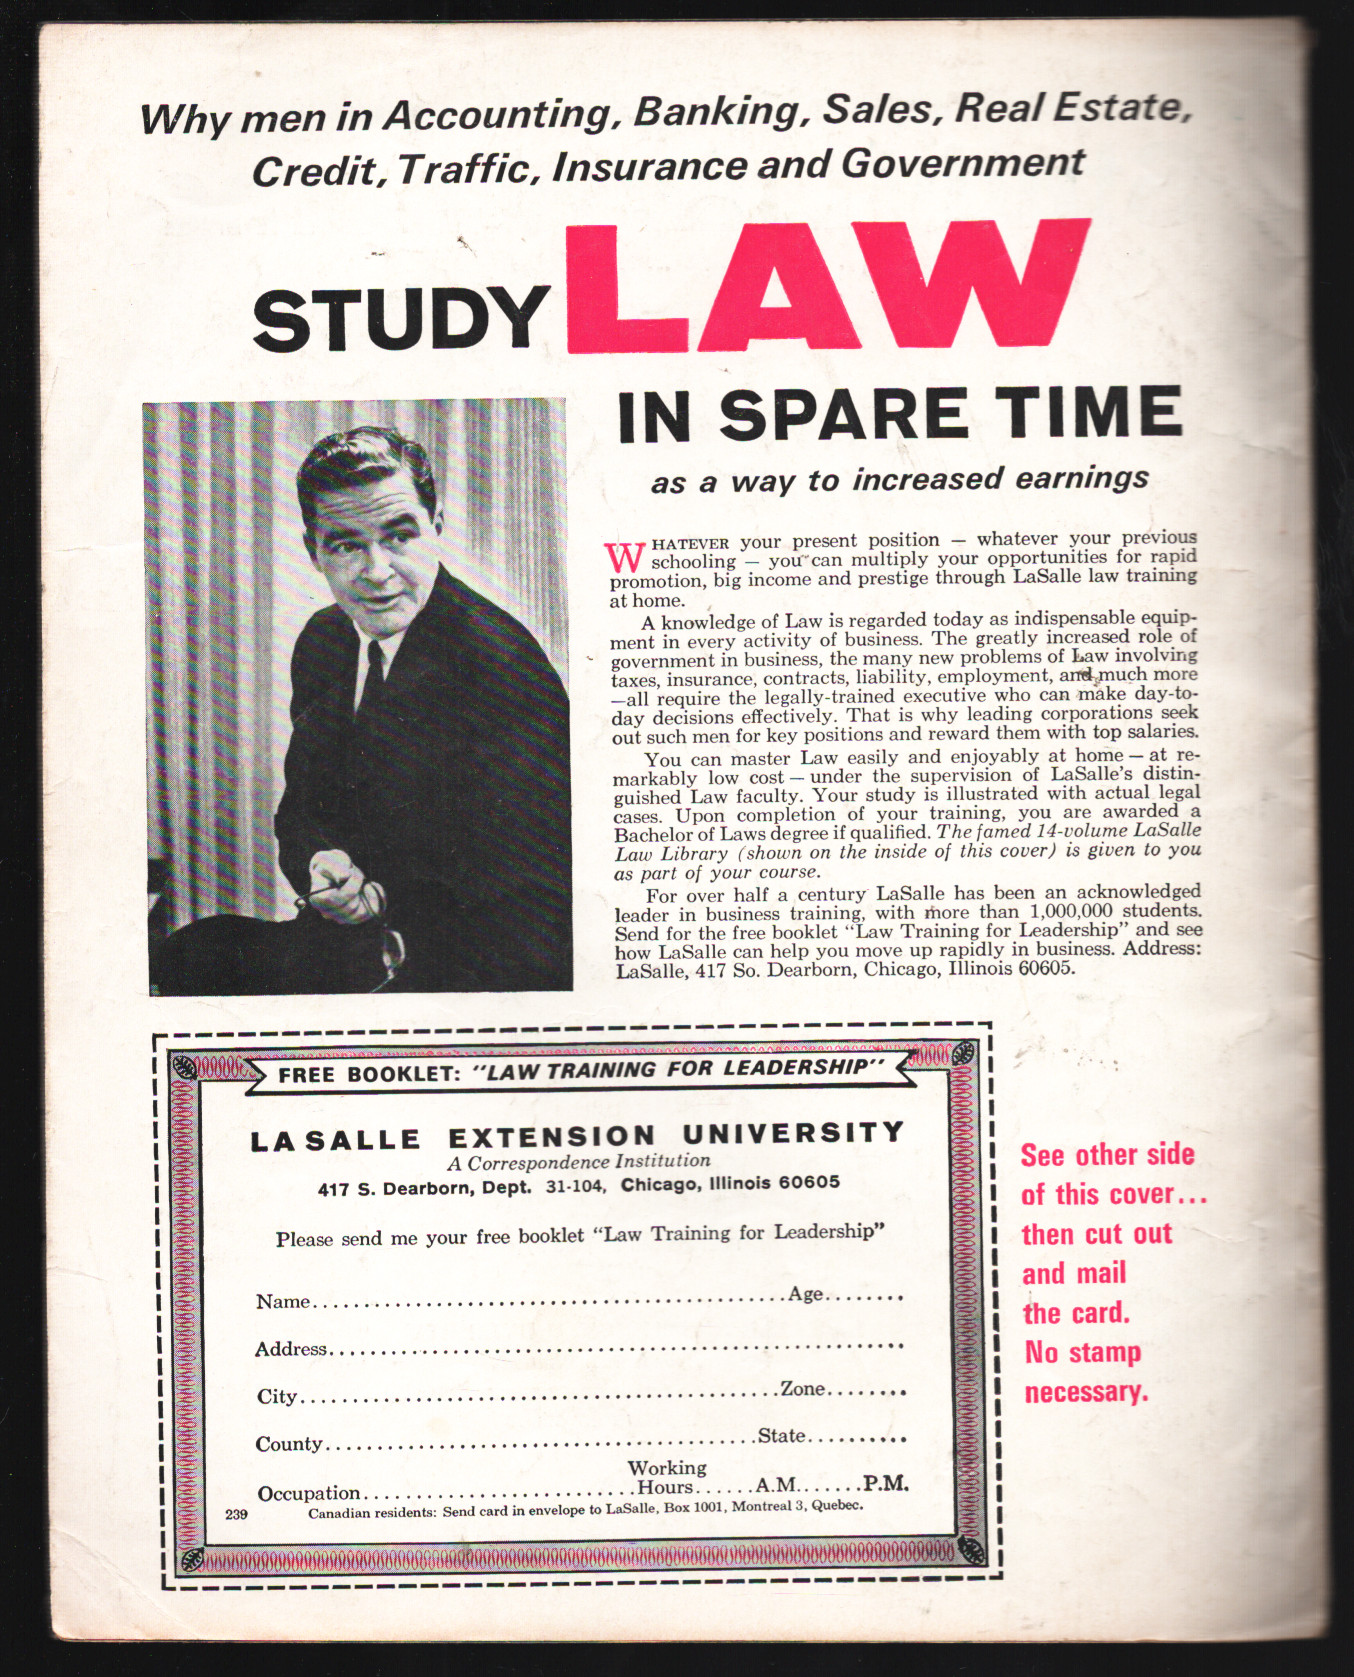 Why men in Accounting, Banking, Sales, Real Estate,
Credit, Traffic, Insurance and Government
STUDY LAW
IN SPARE TIME
as a way to increased earnings
WHATEVER your present position — whatever your previous
schooling — you can multiply your opportunities for rapid
promotion, big income and prestige through LaSalle law training
at home.
A knowledge of Law is regarded today as indispensable equip-
ment in every activity of business. The greatly increased role of
government in business, the many new problems of Law involving
taxes, insurance, contracts, liability, employment, and much more
—all require the legally-trained executive who can make day-to-
day decisions effectively. That is why leading corporations seek
out such men for key positions and reward them with top salaries.
You can master Law easily and enjoyably at home — at re-
markably low cost — under the supervision of LaSalle's distin-
guished Law faculty. Your study is illustrated with actual legal
cases. Upon completion of your training, you are awarded a
Bachelor of Laws degree if qualified. The famed 14-volume LaSalle
Law Library (shown on the inside of this cover) is given to you
as part of your course.
For over half a century LaSalle has been an acknowledged
leader in business training, with more than 1,000,000 students.
Send for the free booklet "Law Training for Leadership" and see
how LaSalle can help you move up rapidly in business. Address:
LaSalle, 417 So. Dearborn, Chicago, Illinois 60605.
FREE BOOKLET: "LAW TRAINING FOR LEADERSHIP"
LA SALLE EXTENSION UNIVERSITY
A Correspondence Institution
417 S. Dearborn, Dept. 31-104, Chicago, Illinois 60605
Please send me your free booklet "Law Training for Leadership"
Name.............................................Age........
Address.......................................................
City..............................................Zone........
County.........................................State..........
Working
Occupation..........................Hours......A.M.......P.M.
239 Canadian residents: Send card in envelope to LaSalle, Box 1001, Montreal 3, Quebec.
See other side
of this cover...
then cut out
and mail
the card.
No stamp
necessary.